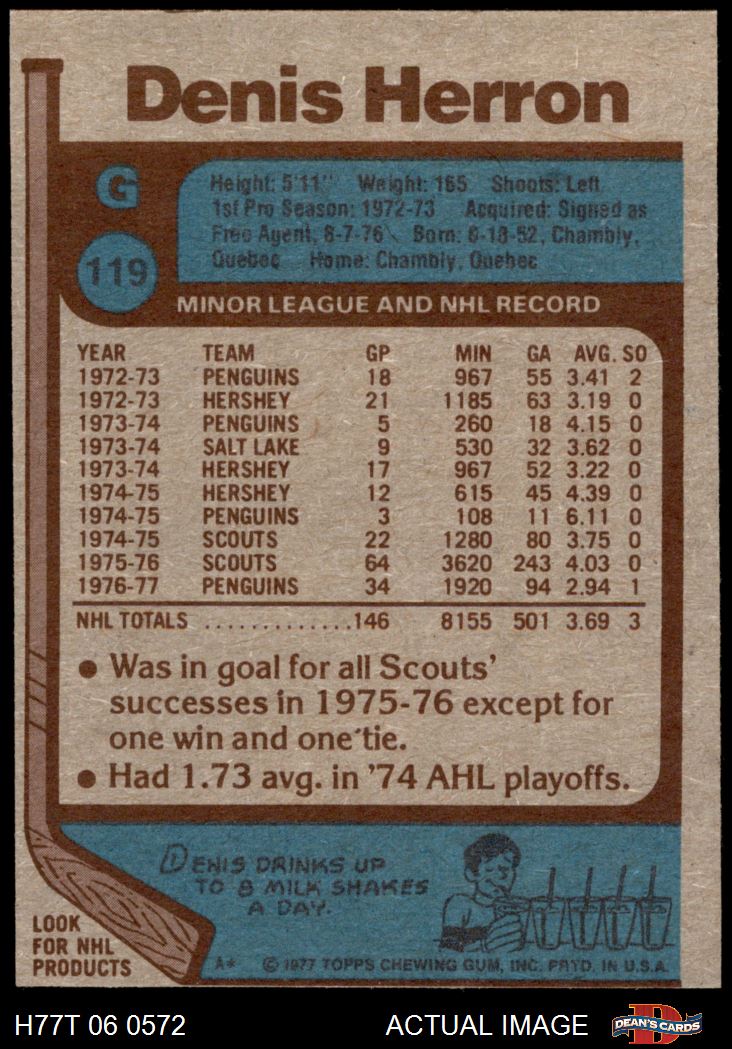 Denis Herron
G
119
Height: 5'11" Weight: 165 Shoots: Left
1st Pro Season: 1972-73 Acquired: Signed as
Free Agent, 8-7-76 Born: 6-18-52, Chambly,
Quebec Home: Chambly, Quebec
MINOR LEAGUE AND NHL RECORD
YEAR TEAM GP MIN GA AVG. SO
1972-73 PENGUINS 18 967 55 3.41 2
1972-73 HERSHEY 21 1185 63 3.19 0
1973-74 PENGUINS 5 260 18 4.15 0
1973-74 SALT LAKE 9 530 32 3.62 0
1973-74 HERSHEY 17 967 52 3.22 0
1974-75 HERSHEY 12 615 45 4.39 0
1974-75 PENGUINS 3 108 11 6.11 0
1974-75 SCOUTS 22 1280 80 3.75 0
1975-76 SCOUTS 64 3620 243 4.03 0
1976-77 PENGUINS 34 1920 94 2.94 1
NHL TOTALS .............146 8155 501 3.69 3
● Was in goal for all Scouts'
successes in 1975-76 except for
one win and one tie.
● Had 1.73 avg. in '74 AHL playoffs.
DENIS DRINKS UP
TO 8 MILK SHAKES
A DAY.
LOOK
FOR NHL
PRODUCTS
A* © 1977 TOPPS CHEWING GUM, INC. PRTD. IN U.S.A.
H77T 06 0572 ACTUAL IMAGE DEAN'S CARDS